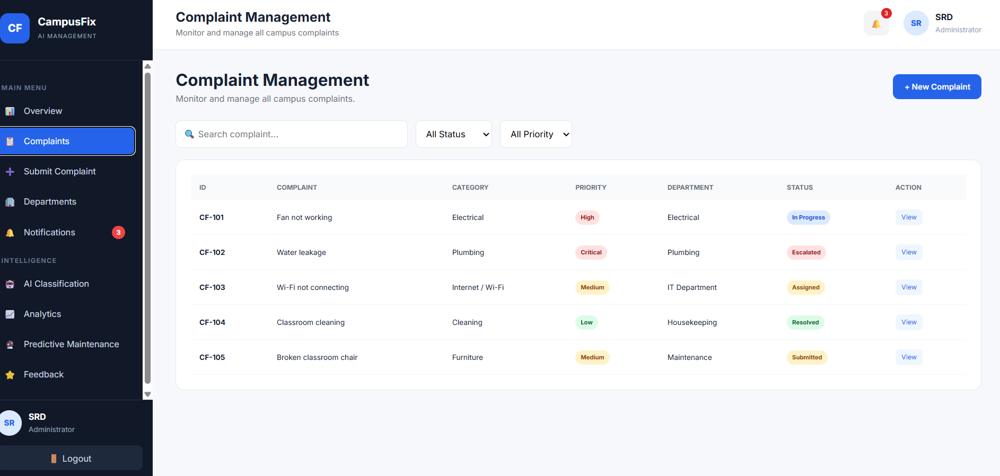 CF
CampusFix
AI MANAGEMENT
MAIN MENU
Overview
Complaints
Submit Complaint
Departments
Notifications 3
INTELLIGENCE
AI Classification
Analytics
Predictive Maintenance
Feedback
SR
SRD
Administrator
Logout
Complaint Management
Monitor and manage all campus complaints
3
SR
SRD
Administrator
Complaint Management
Monitor and manage all campus complaints.
+ New Complaint
Search complaint... All Status All Priority
ID COMPLAINT CATEGORY PRIORITY DEPARTMENT STATUS ACTION
CF-101 Fan not working Electrical High Electrical In Progress View
CF-102 Water leakage Plumbing Critical Plumbing Escalated View
CF-103 Wi-Fi not connecting Internet / Wi-Fi Medium IT Department Assigned View
CF-104 Classroom cleaning Cleaning Low Housekeeping Resolved View
CF-105 Broken classroom chair Furniture Medium Maintenance Submitted View